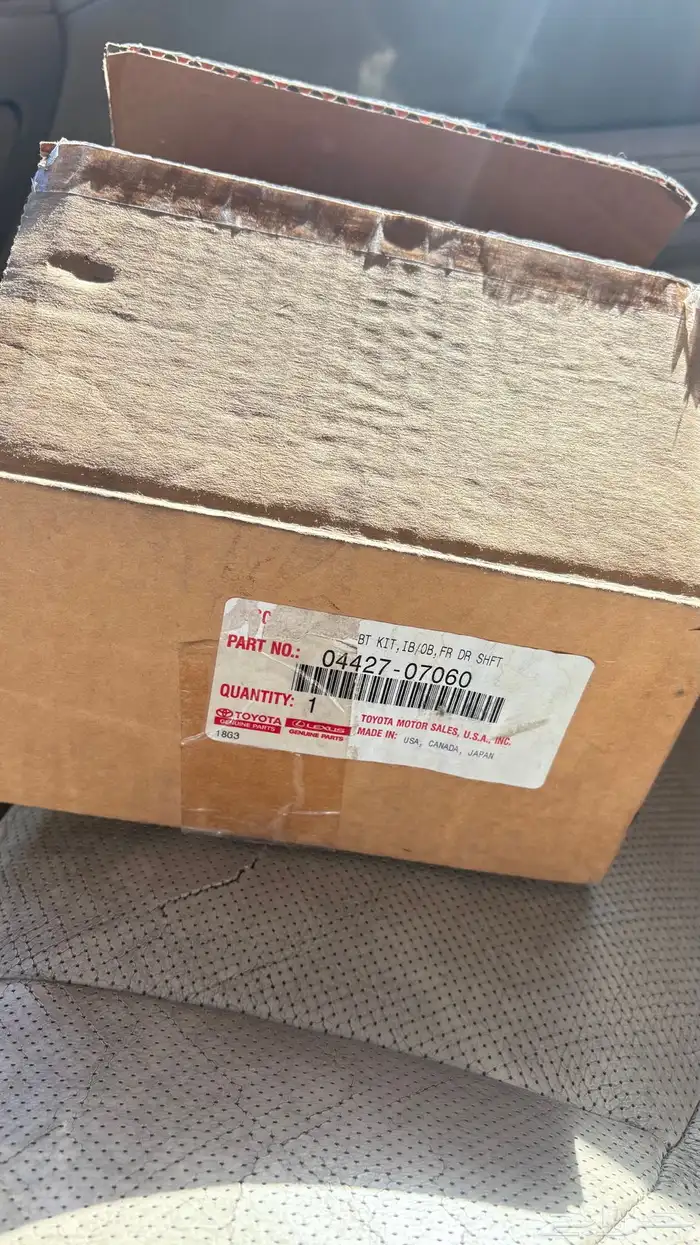 BT KIT,IB/OB,FR DR SHFT
PART NO.: 04427-07060
QUANTITY: 1
TOYOTA
GENUINE PARTS
LEXUS
GENUINE PARTS
TOYOTA MOTOR SALES, U.S.A., INC.
MADE IN: USA, CANADA, JAPAN
18G3